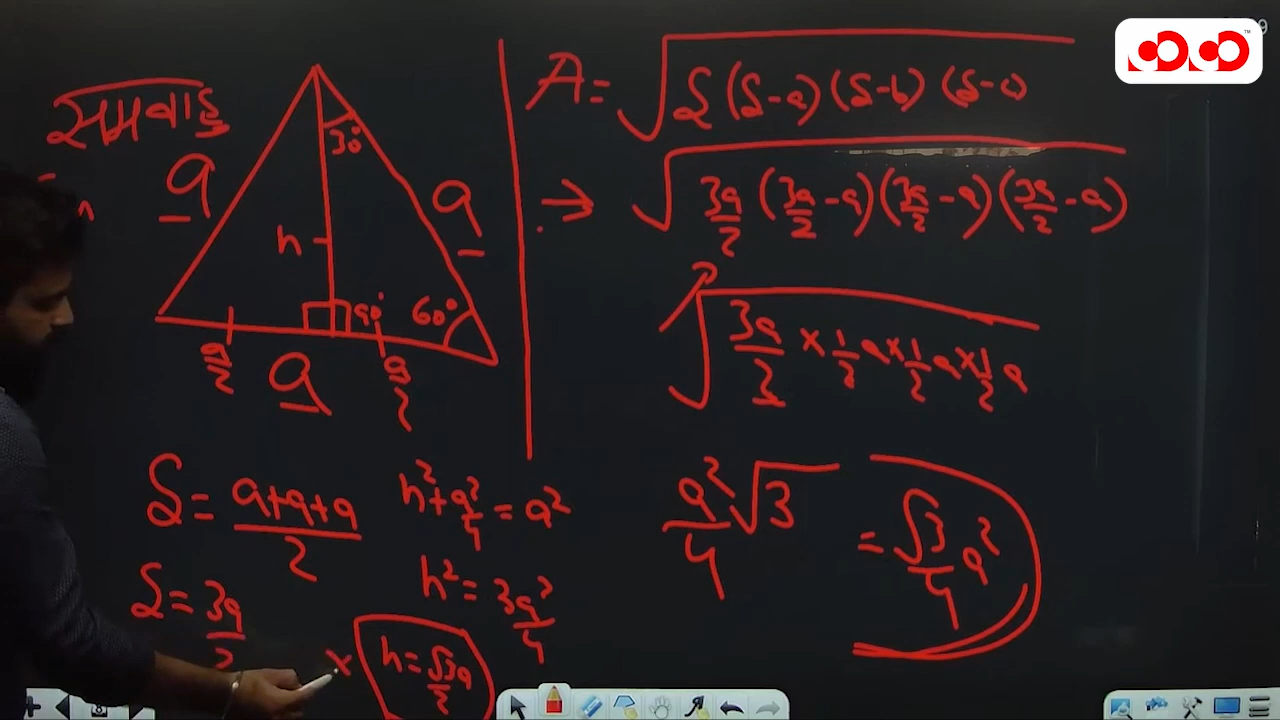 समबाहु
a
a
30°
h
90°
60°
a/2
a
a/2
S = a+a+a/2
S = 3a/2
h² + a²/4 = a²
h² = 3a²/4
h = √3a/2
A = √S(S-a)(S-b)(S-c)
→ √3a/2 (3a/2 - a)(3a/2 - a)(3a/2 - a)
√3a/2 × 1/2 a × 1/2 a × 1/2 a
a²/4 √3 = √3/4 a²